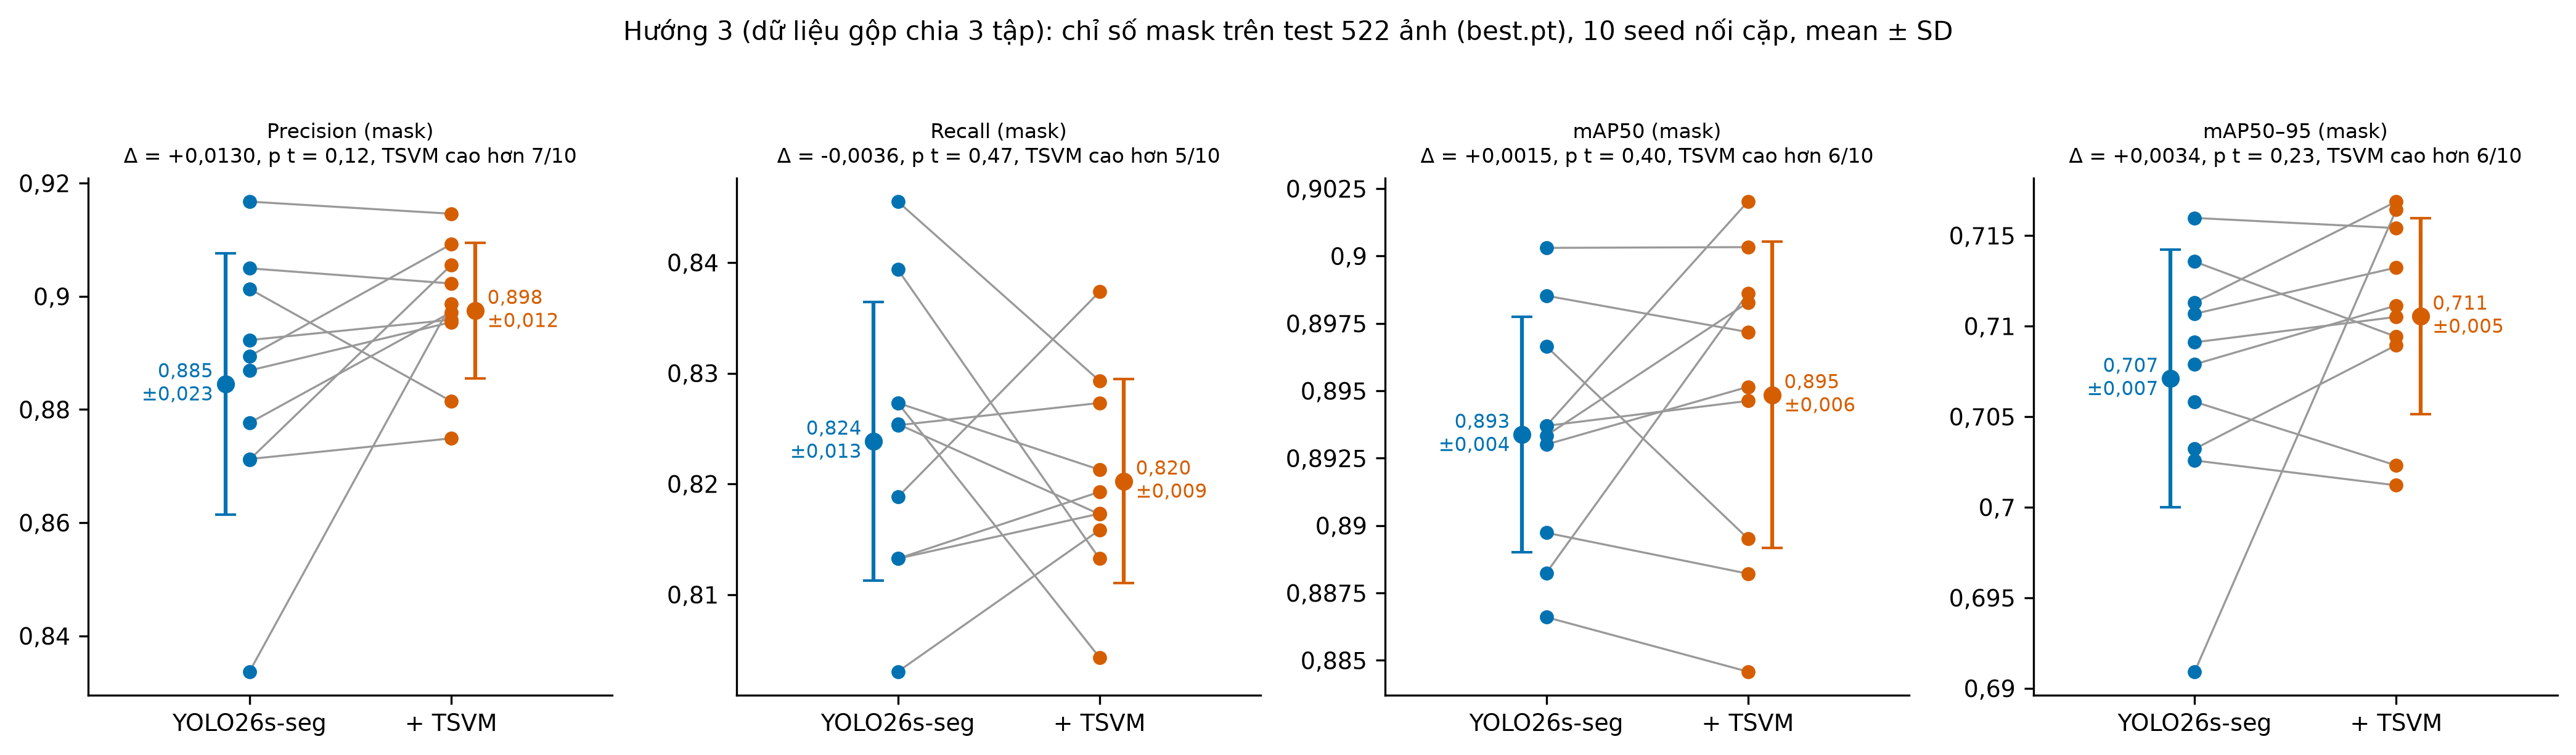 Hướng 3 (dữ liệu gộp chia 3 tập): chỉ số mask trên test 522 ảnh (best.pt), 10 seed nối cặp, mean ± SD
Precision (mask)
Δ = +0,0130, p t = 0,12, TSVM cao hơn 7/10
0,92
0,9
0,88
0,86
0,84
0,885
±0,023
0,898
±0,012
YOLO26s-seg
+ TSVM
Recall (mask)
Δ = -0,0036, p t = 0,47, TSVM cao hơn 5/10
0,84
0,83
0,82
0,81
0,824
±0,013
0,820
±0,009
YOLO26s-seg
+ TSVM
mAP50 (mask)
Δ = +0,0015, p t = 0,40, TSVM cao hơn 6/10
0,9025
0,9
0,8975
0,895
0,8925
0,89
0,8875
0,885
0,893
±0,004
0,895
±0,006
YOLO26s-seg
+ TSVM
mAP50–95 (mask)
Δ = +0,0034, p t = 0,23, TSVM cao hơn 6/10
0,715
0,71
0,705
0,7
0,695
0,69
0,707
±0,007
0,711
±0,005
YOLO26s-seg
+ TSVM